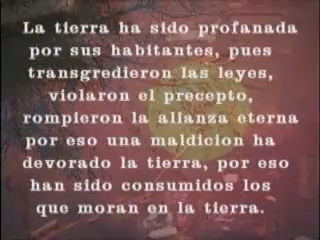 La tierra ha sido profanada
por sus habitantes, pues
transgredieron las leyes,
violaron el precepto,
rompieron la alianza eterna
por eso una maldicion ha
devorado la tierra, por eso
han sido consumidos los
que moran en la tierra.